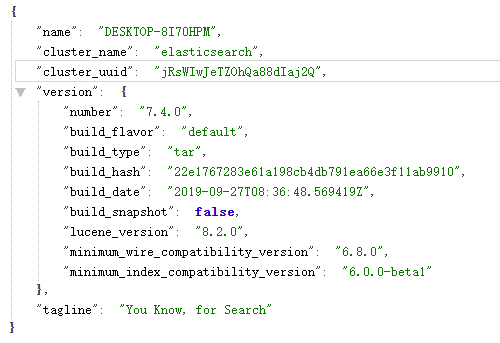 {
"name": "DESKTOP-8I7OHPM",
"cluster_name": "elasticsearch",
"cluster_uuid": "jRsWIwJeTZOhQa88dIaj2Q",
"version": {
"number": "7.4.0",
"build_flavor": "default",
"build_type": "tar",
"build_hash": "22e1767283e61a198cb4db791ea66e3f11ab9910",
"build_date": "2019-09-27T08:36:48.569419Z",
"build_snapshot": false,
"lucene_version": "8.2.0",
"minimum_wire_compatibility_version": "6.8.0",
"minimum_index_compatibility_version": "6.0.0-beta1"
},
"tagline": "You Know, for Search"
}